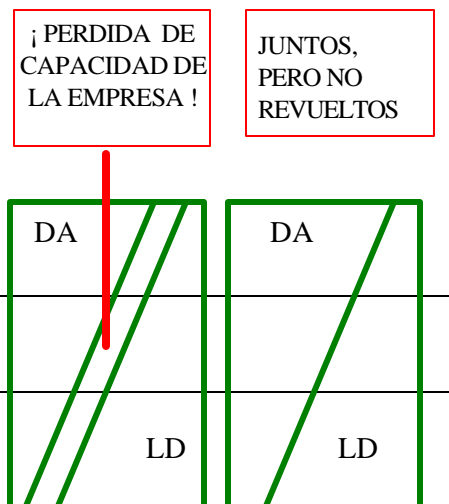 ¡ PERDIDA DE
CAPACIDAD DE
LA EMPRESA !
JUNTOS,
PERO NO
REVUELTOS
DA
DA
LD
LD